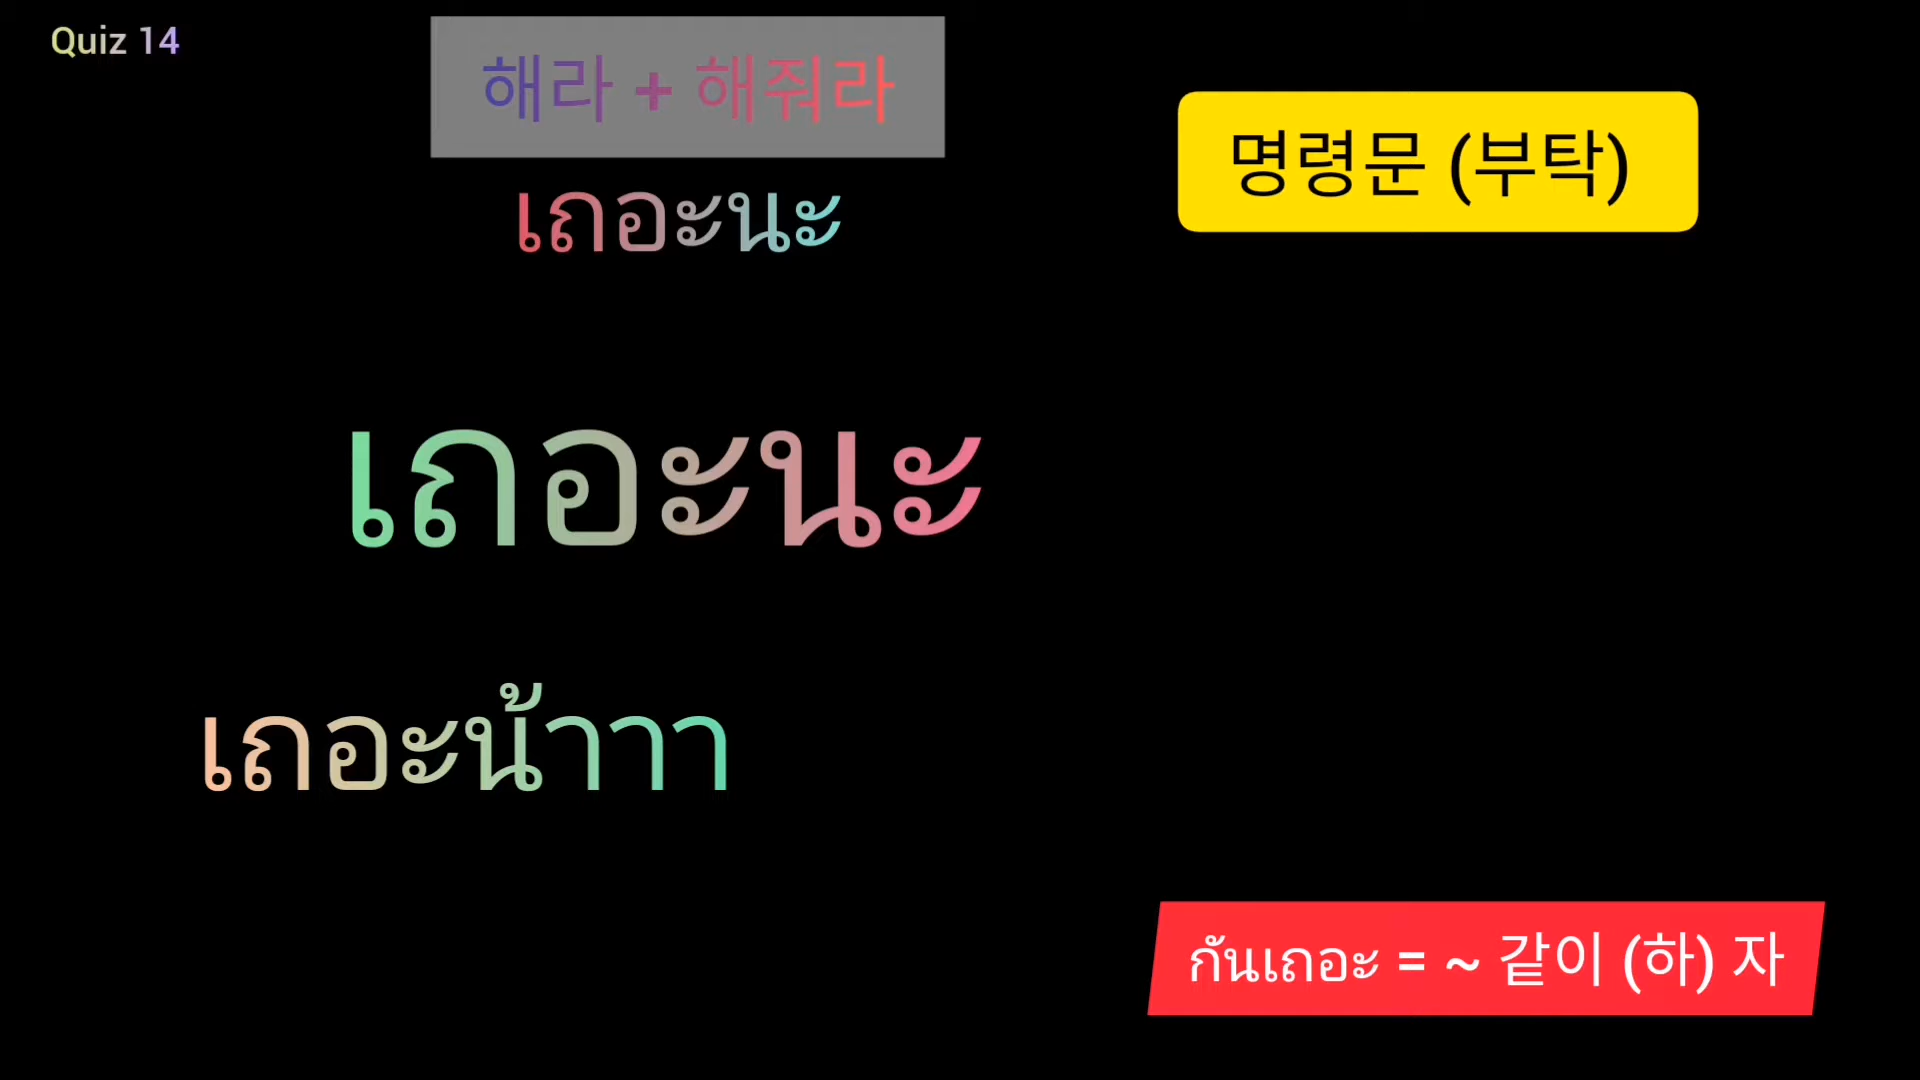 Quiz 14
해라 + 해줘라
명령문 (부탁)
เถอะนะ
เถอะนะ
เถอะน้าาา
กันเถอะ = ~ 같이 (하) 자